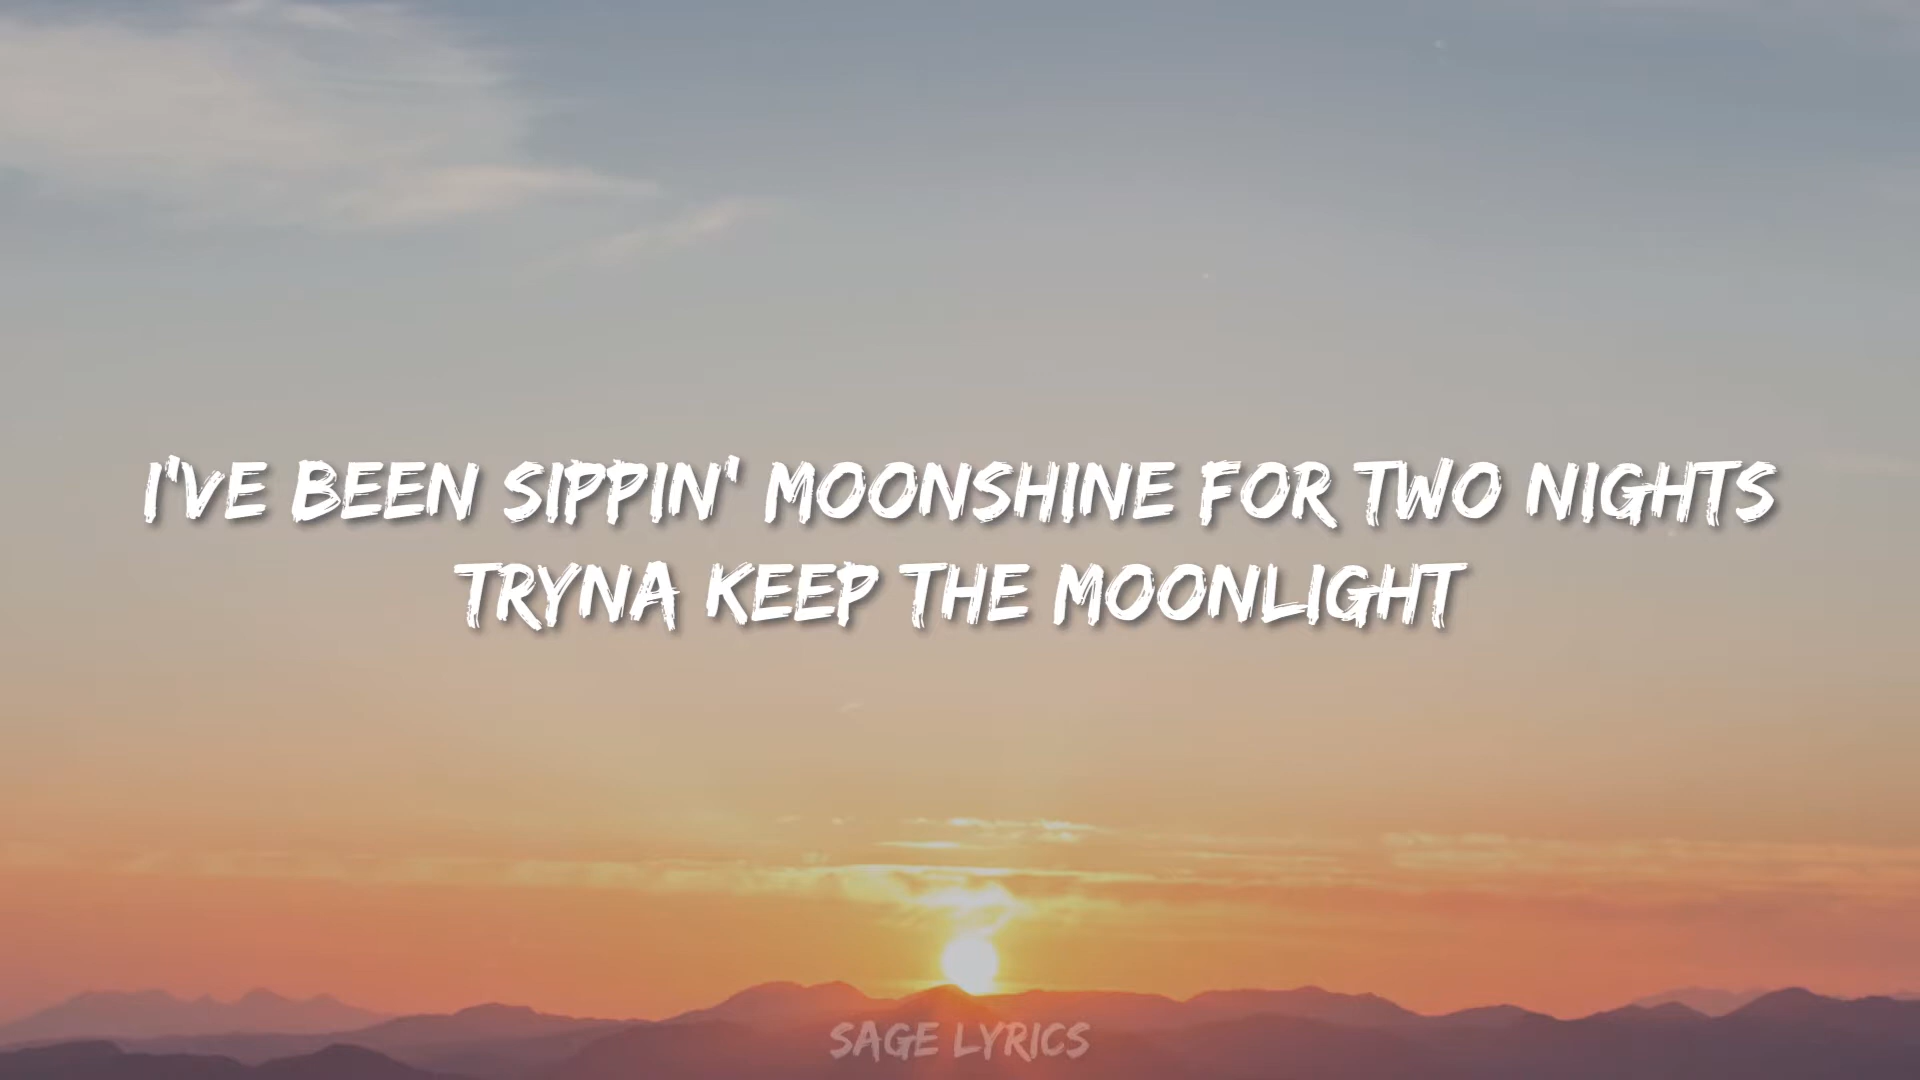 I'VE BEEN SIPPIN' MOONSHINE FOR TWO NIGHTS
TRYNA KEEP THE MOONLIGHT
SAGE LYRICS